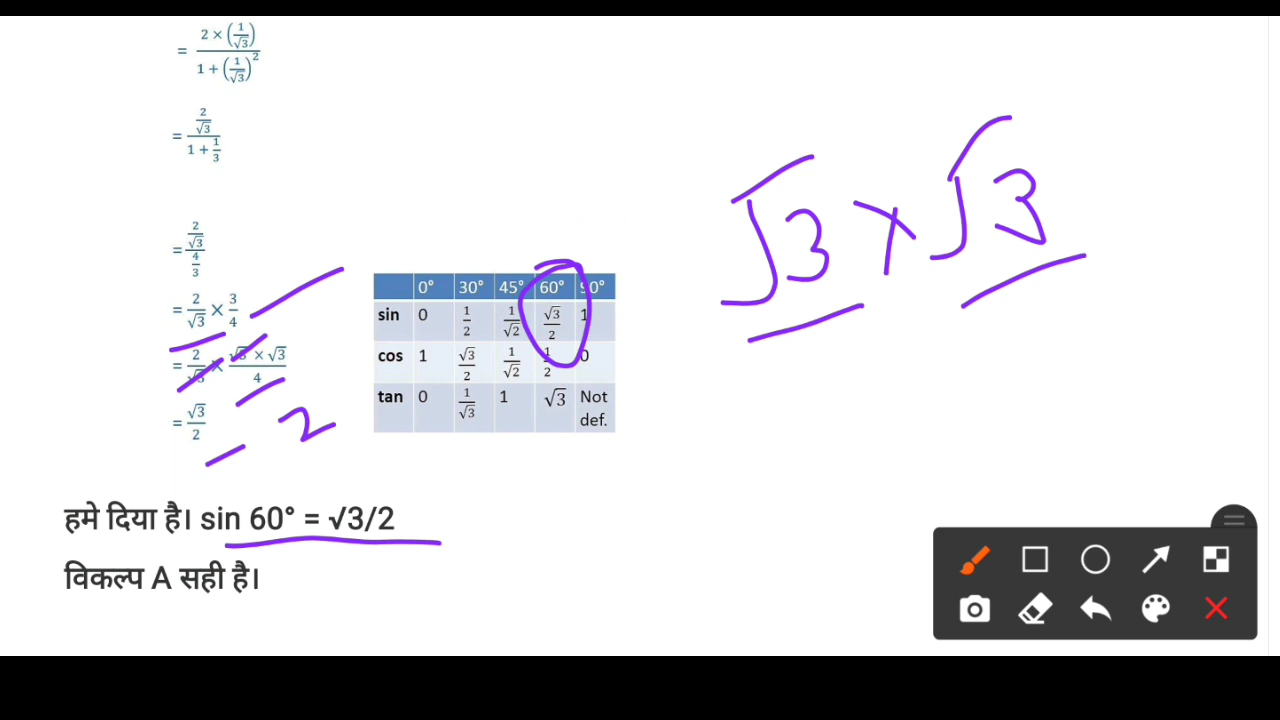 = 2 × (1/√3) / 1 + (1/√3)²
= 2/√3 / 1 + 1/3
= 2/√3 / 4/3
= 2/√3 × 3/4
= 2/√3 × √3 × √3/4
= √3/2
2
0° 30° 45° 60° 90°
sin 0 1/2 1/√2 √3/2 1
cos 1 √3/2 1/√2 1/2 0
tan 0 1/√3 1 √3 Not def.
√3 × √3
हमे दिया है। sin 60° = √3/2
विकल्प A सही है।